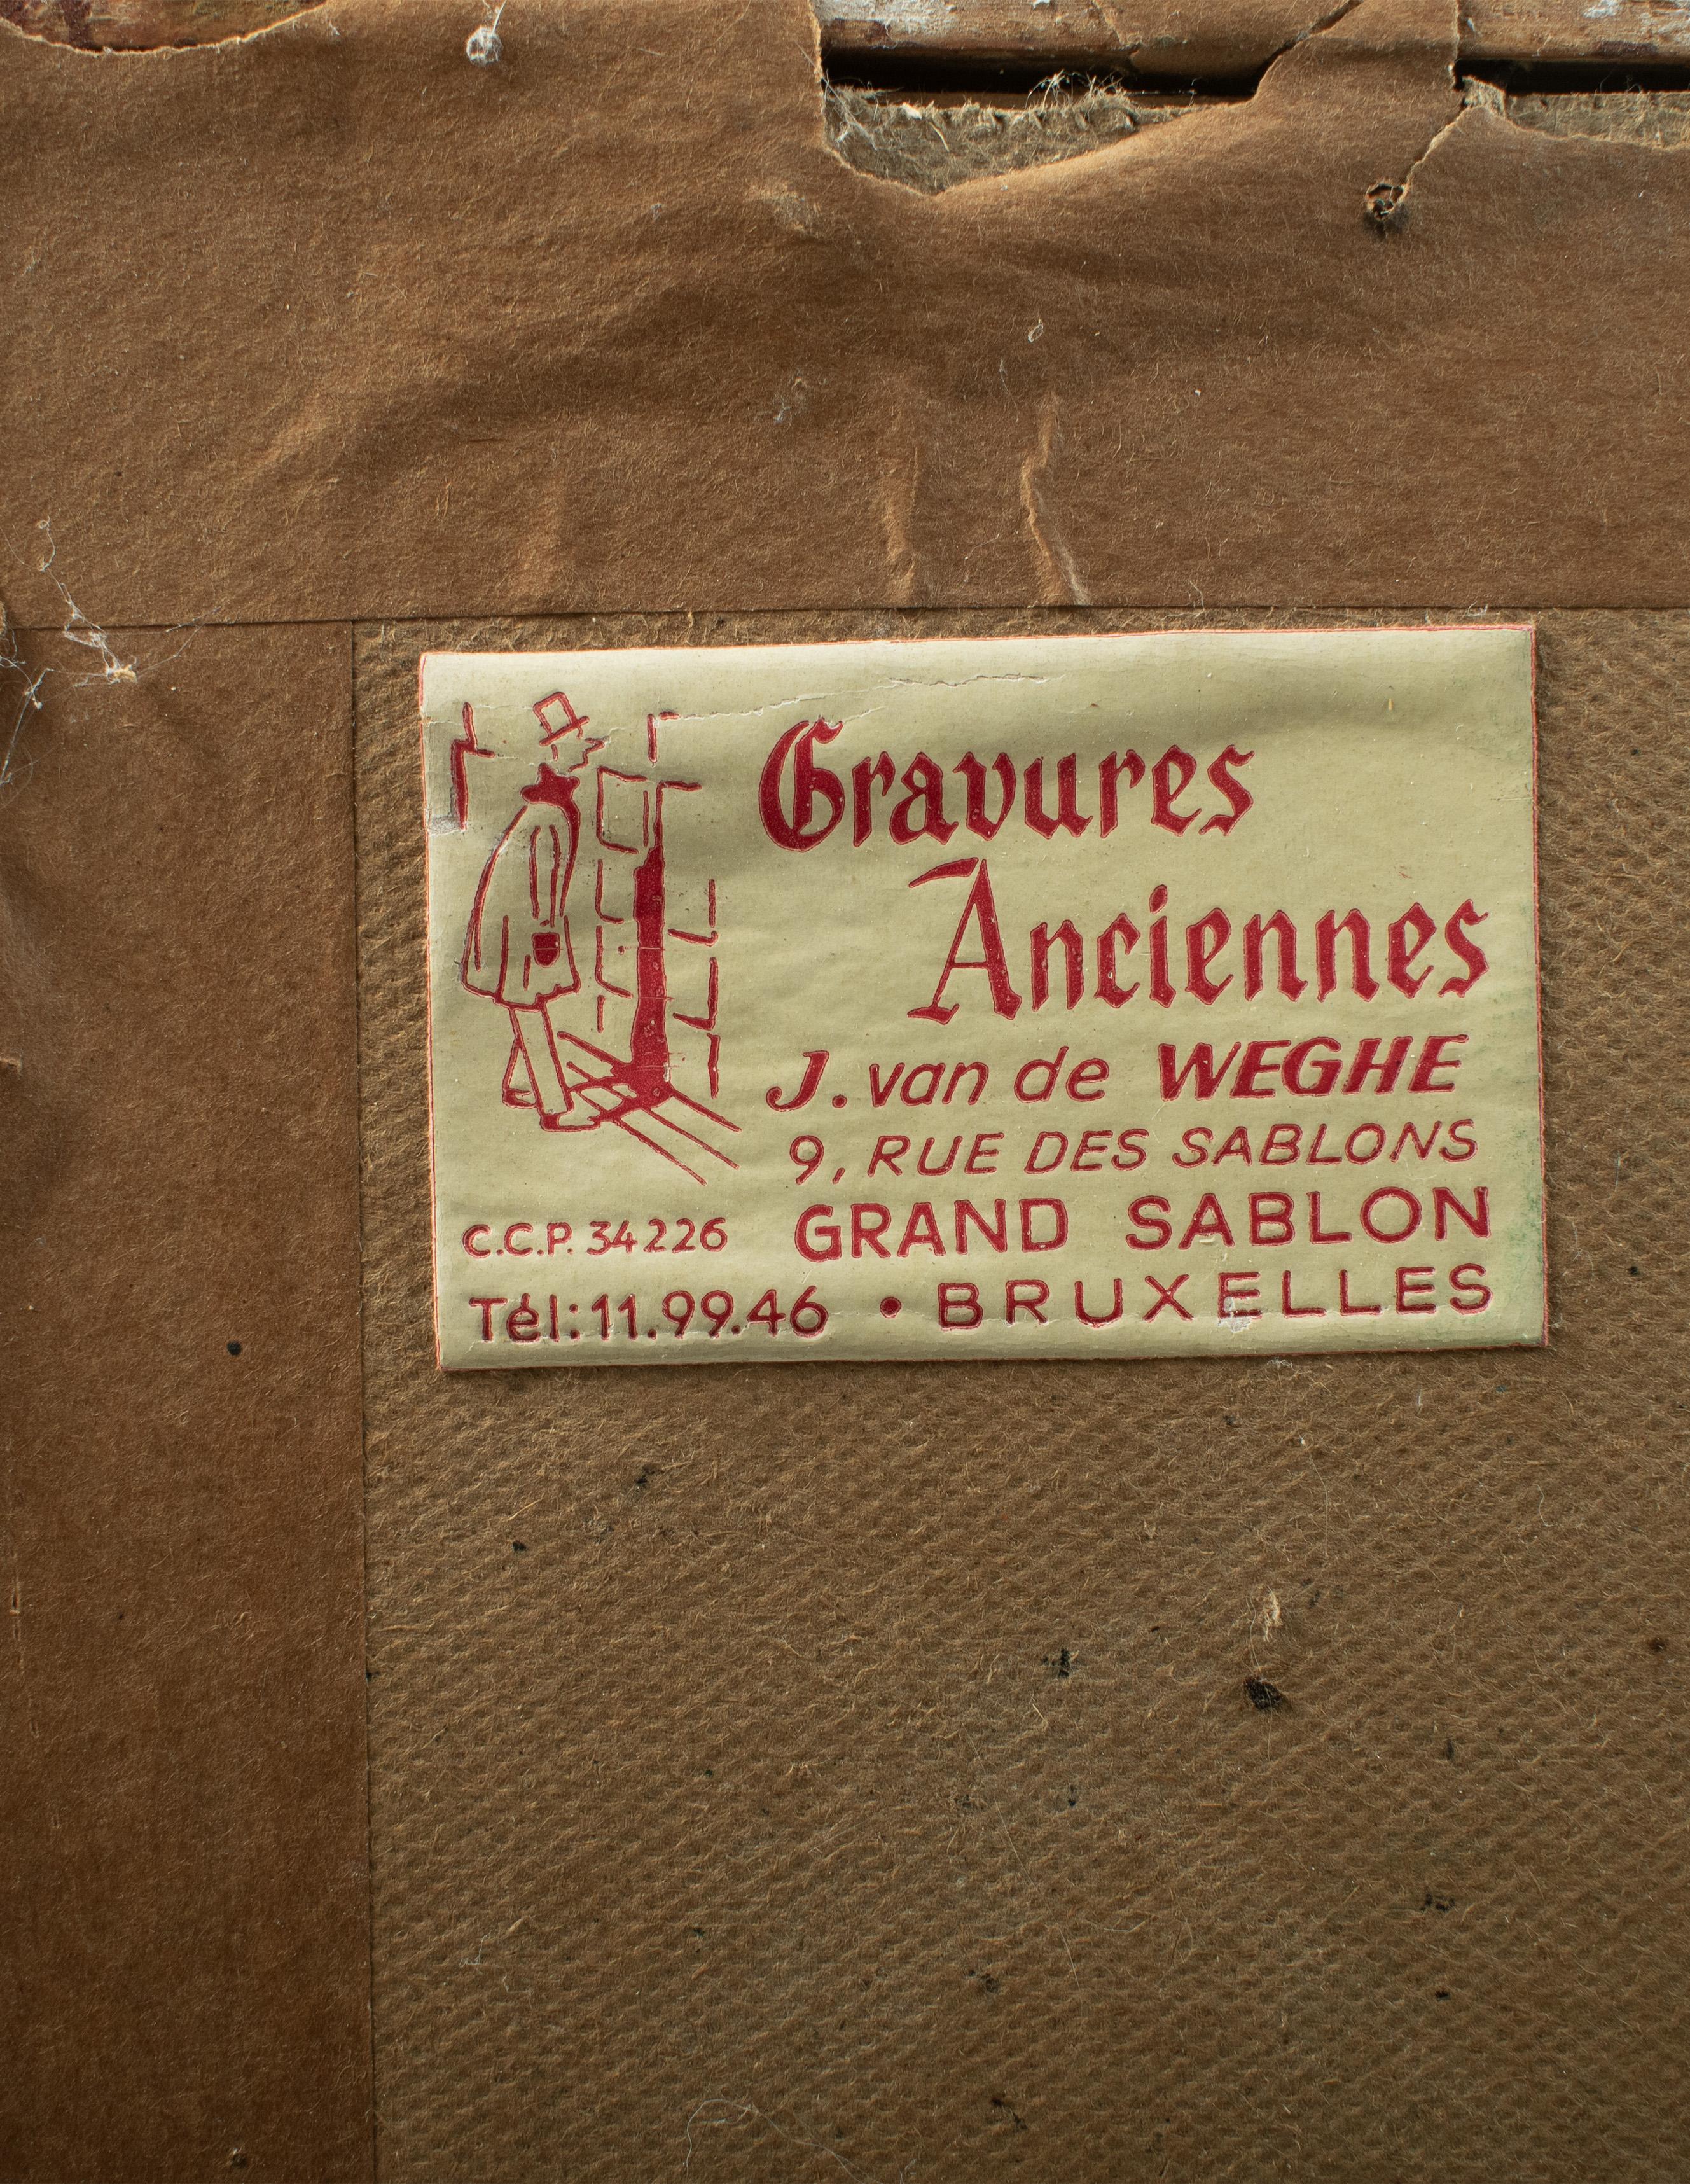 Gravures
Anciennes
J. van de WEGHE
9, RUE DES SABLONS
GRAND SABLON
C.C.P. 34226
Tél: 11.99.46 • BRUXELLES